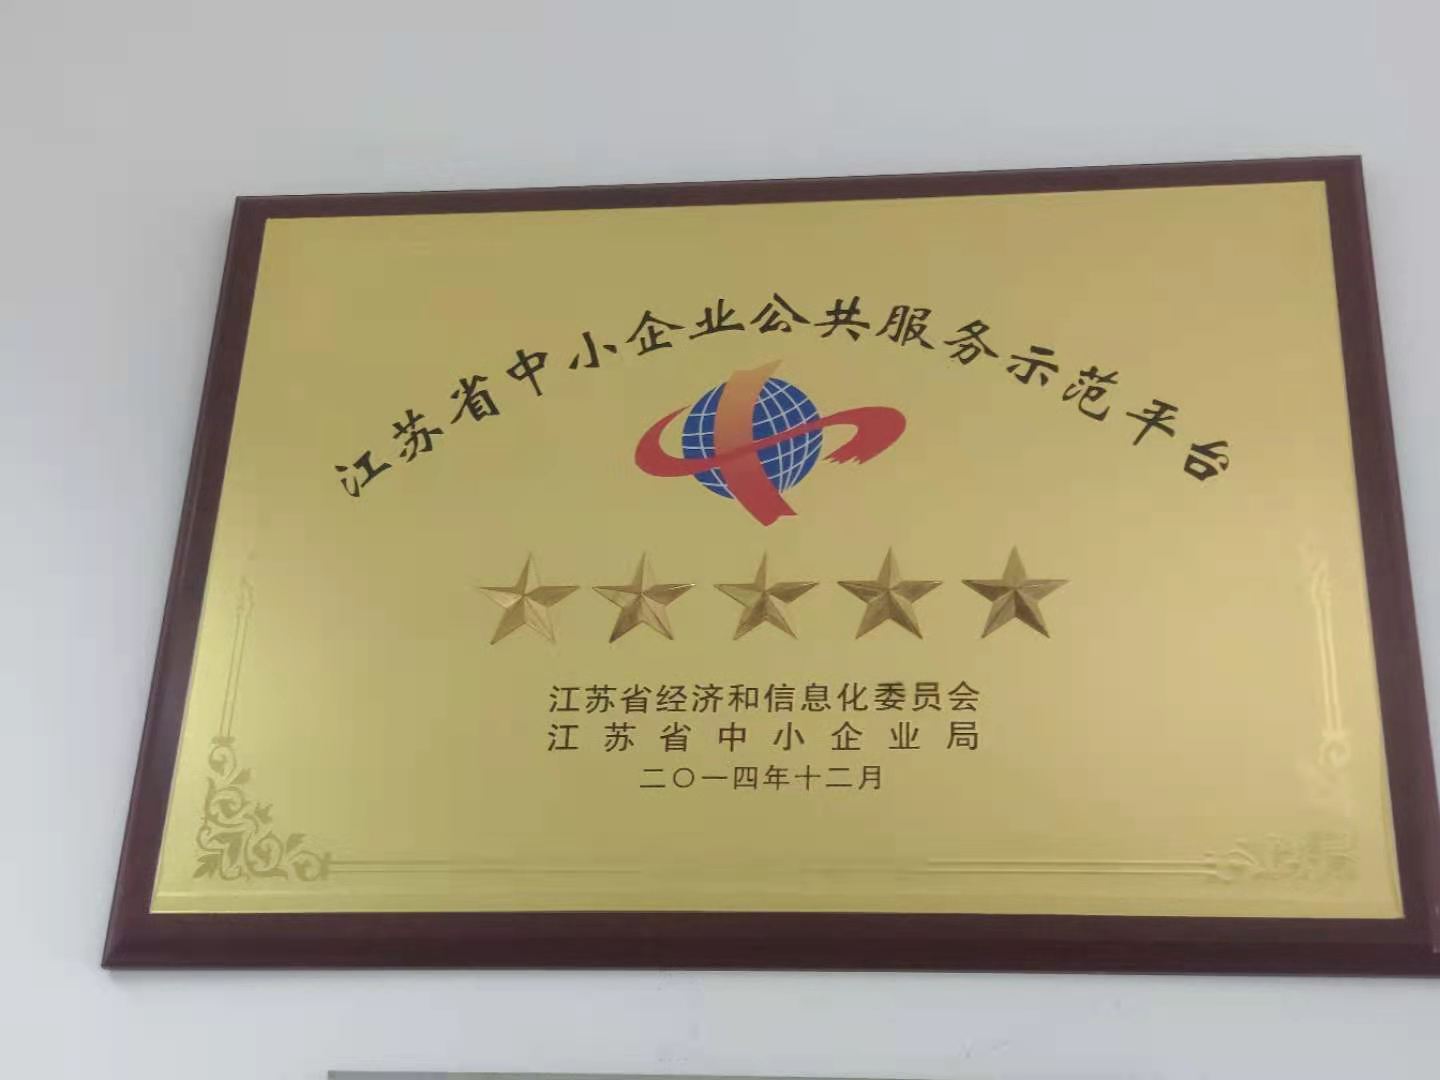 江苏省中小企业公共服务示范平台
江苏省经济和信息化委员会
江苏省中小企业局
二〇一四年十二月